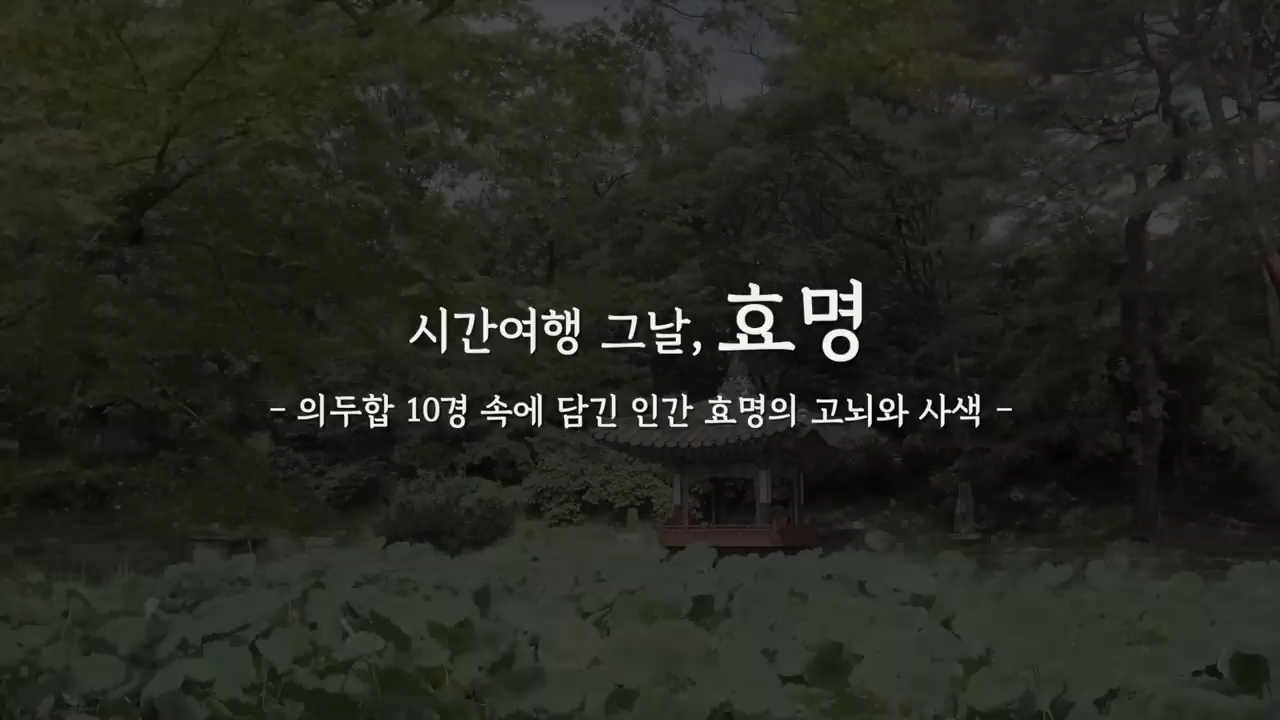 시간여행 그날, 효명
- 의두합 10경 속에 담긴 인간 효명의 고뇌와 사색 -